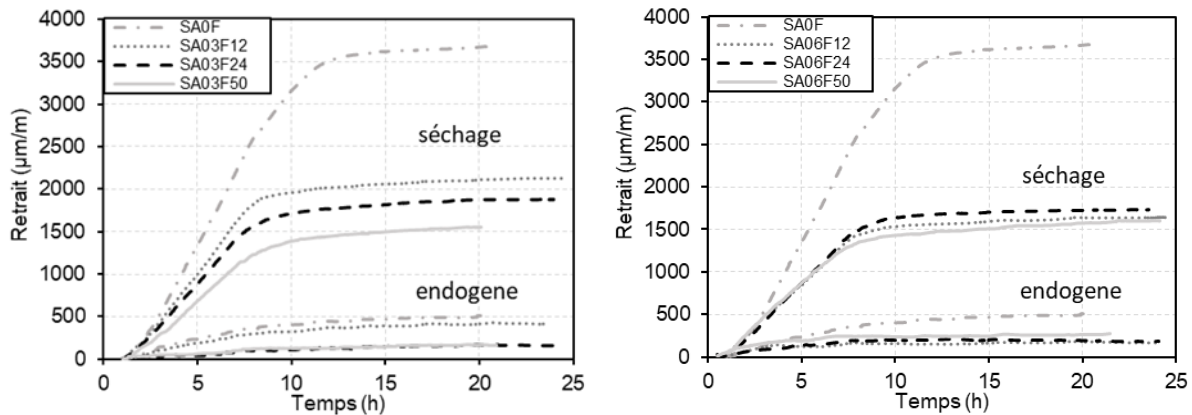 4000
3500
3000
2500
2000
1500
1000
500
0
Retrait (µm/m)
SA0F
SA03F12
SA03F24
SA03F50
séchage
endogene
0 5 10 15 20 25
Temps (h)
4000
3500
3000
2500
2000
1500
1000
500
0
Retrait (µm/m)
SA0F
SA06F12
SA06F24
SA06F50
séchage
endogene
0 5 10 15 20 25
Temps (h)